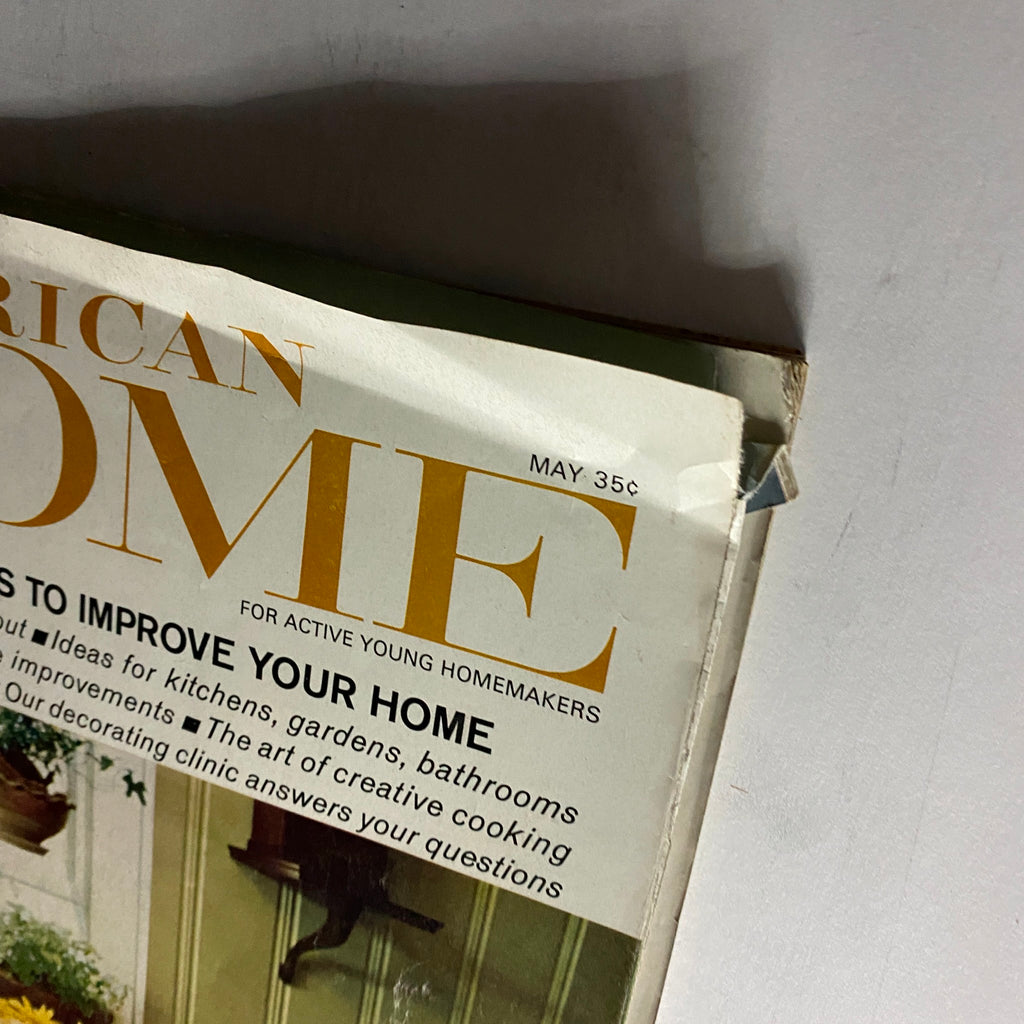 RICAN
OME
MAY 35¢
FOR ACTIVE YOUNG HOMEMAKERS
S TO IMPROVE YOUR HOME
out ■ Ideas for kitchens, gardens, bathrooms
e improvements ■ The art of creative cooking
Our decorating clinic answers your questions